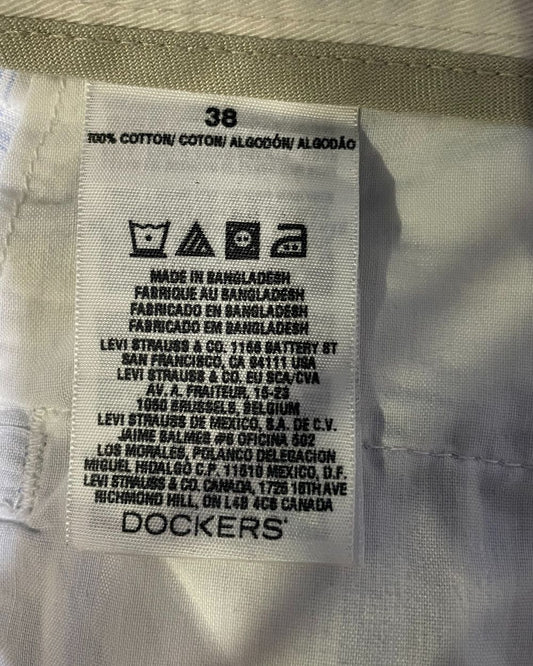 38
100% COTTON/ COTON/ ALGODÓN/ ALGODÃO
MADE IN BANGLADESH
FABRIQUE AU BANGLADESH
FABRICADO EN BANGLADESH
FABRICADO EM BANGLADESH
LEVI STRAUSS & CO. 1155 BATTERY ST
SAN FRANCISCO, CA 94111 USA
LEVI STRAUSS & CO. EU SCA/CVA
AV. A. FRAITEUR, 15-23
1050 BRUSSELS, BELGIUM
LEVI STRAUSS DE MEXICO, S.A. DE C.V.
JAIME BALMES #8 OFICINA 602
LOS MORALES, POLANCO DELEGACION
MIGUEL HIDALGO C.P. 11510 MEXICO, D.F.
LEVI STRAUSS & CO. CANADA, 1725 16TH AVE
RICHMOND HILL, ON L4B 4C6 CANADA
DOCKERS®